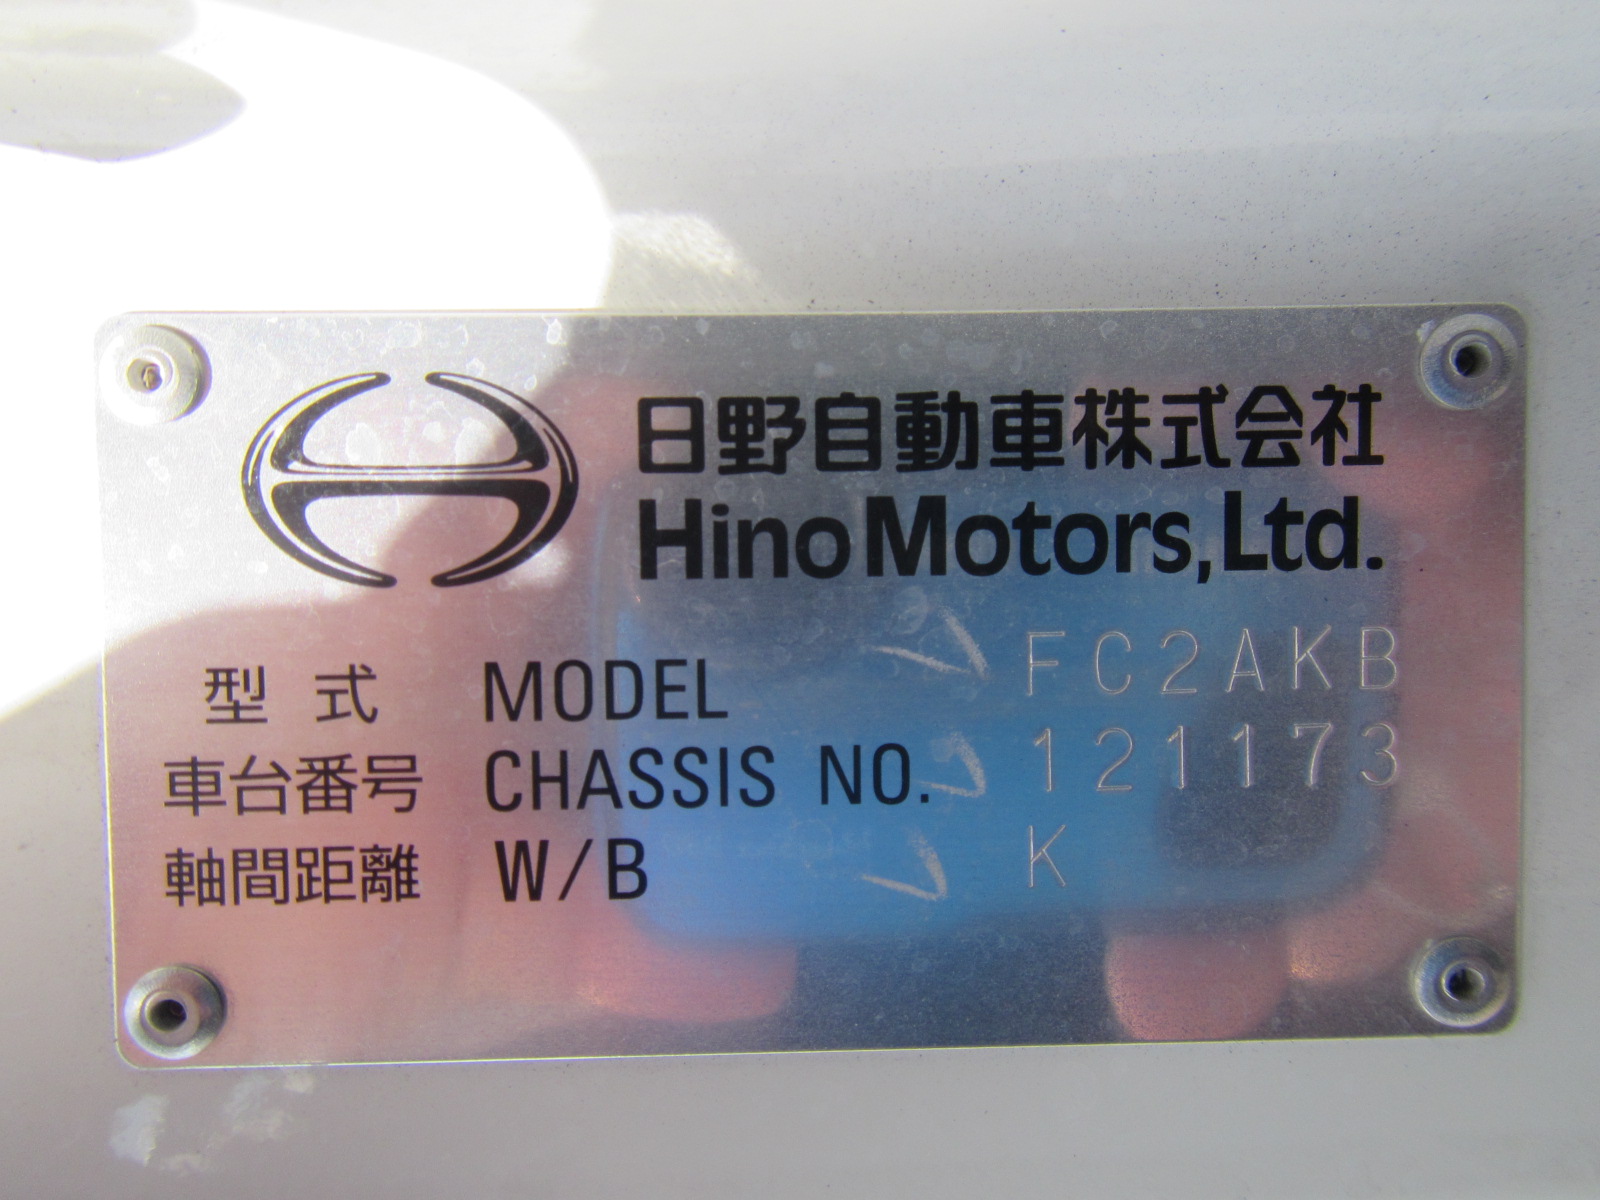 日野自動車株式会社
Hino Motors, Ltd.
型式 MODEL FC2AKB
車台番号 CHASSIS NO. 121173
軸間距離 W/B K